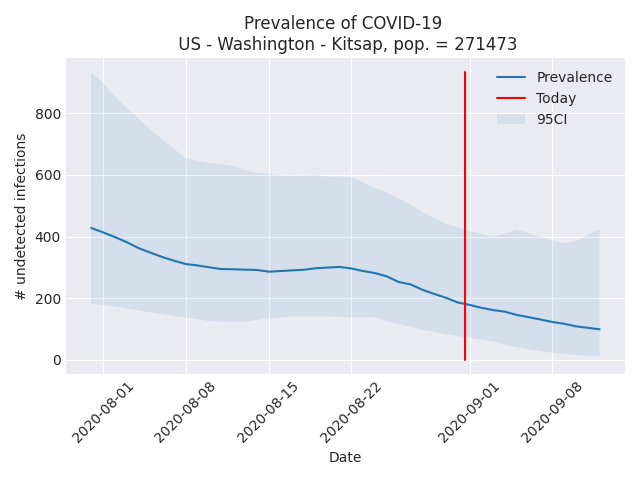 Prevalence of COVID-19
US - Washington - Kitsap, pop. = 271473
Prevalence
Today
95CI
# undetected infections
800
600
400
200
0
2020-08-01
2020-08-08
2020-08-15
2020-08-22
2020-09-01
2020-09-08
Date